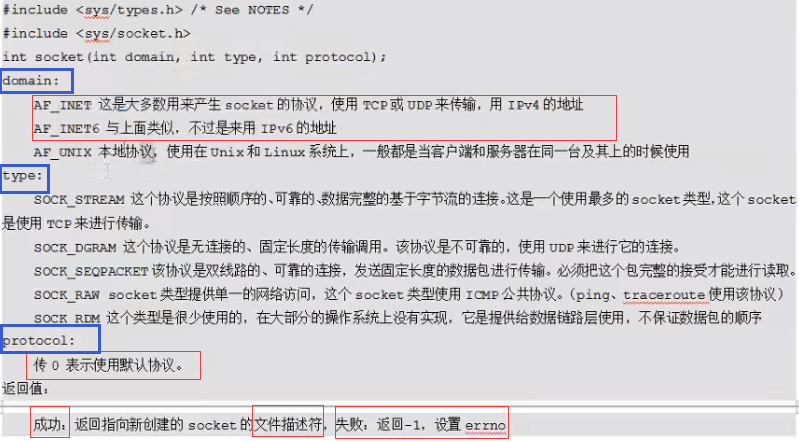 #include <sys/types.h> /* See NOTES */
#include <sys/socket.h>
int socket(int domain, int type, int protocol);
domain:
AF_INET 这是大多数用来产生 socket 的协议，使用 TCP 或 UDP 来传输，用 IPv4 的地址
AF_INET6 与上面类似，不过是来用 IPv6 的地址
AF_UNIX 本地协议，使用在 Unix 和 Linux 系统上，一般都是当客户端和服务器在同一台及其上的时候使用
type:
SOCK_STREAM 这个协议是按照顺序的、可靠的、数据完整的基于字节流的连接。这是一个使用最多的 socket 类型，这个 socket
是使用 TCP 来进行传输。
SOCK_DGRAM 这个协议是无连接的、固定长度的传输调用。该协议是不可靠的，使用 UDP 来进行它的连接。
SOCK_SEQPACKET 该协议是双线路的、可靠的连接，发送固定长度的数据包进行传输。必须把这个包完整的接受才能进行读取。
SOCK_RAW socket 类型提供单一的网络访问，这个 socket 类型使用 ICMP 公共协议。（ping、traceroute 使用该协议）
SOCK_RDM 这个类型是很少使用的，在大部分的操作系统上没有实现，它是提供给数据链路层使用，不保证数据包的顺序
protocol:
传 0 表示使用默认协议。
返回值：
成功：返回指向新创建的 socket 的文件描述符，失败：返回-1，设置 errno